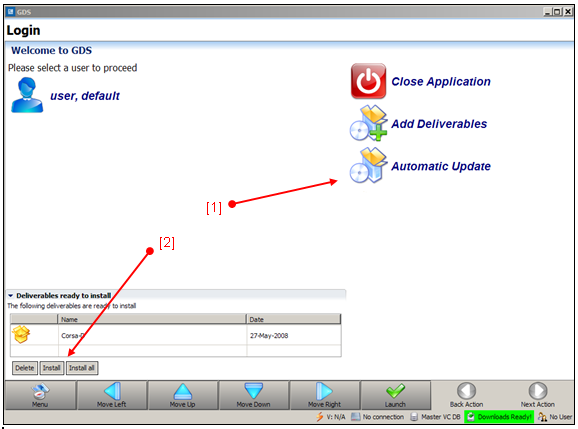 GDS
Login
Welcome to GDS
Please select a user to proceed
user, default
Close Application
Add Deliverables
Automatic Update
[1]
[2]
Deliverables ready to install
The following deliverables are ready to install
Name Date
Corsa-D 27-May-2008
Delete Install Install all
Menu Move Left Move Up Move Down Move Right Launch Back Action Next Action
V: N/A No connection Master VC DB Downloads Ready! No User